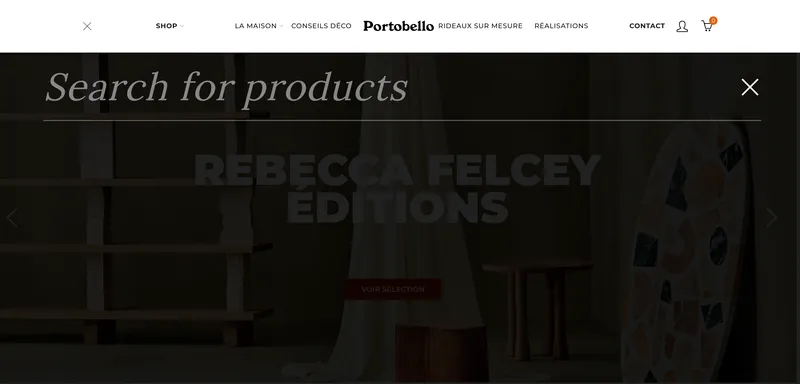 SHOP LA MAISON CONSEILS DÉCO Portobello RIDEAUX SUR MESURE RÉALISATIONS CONTACT 0
Search for products
REBECCA FELCEY
ÉDITIONS
VOIR SÉLECTION